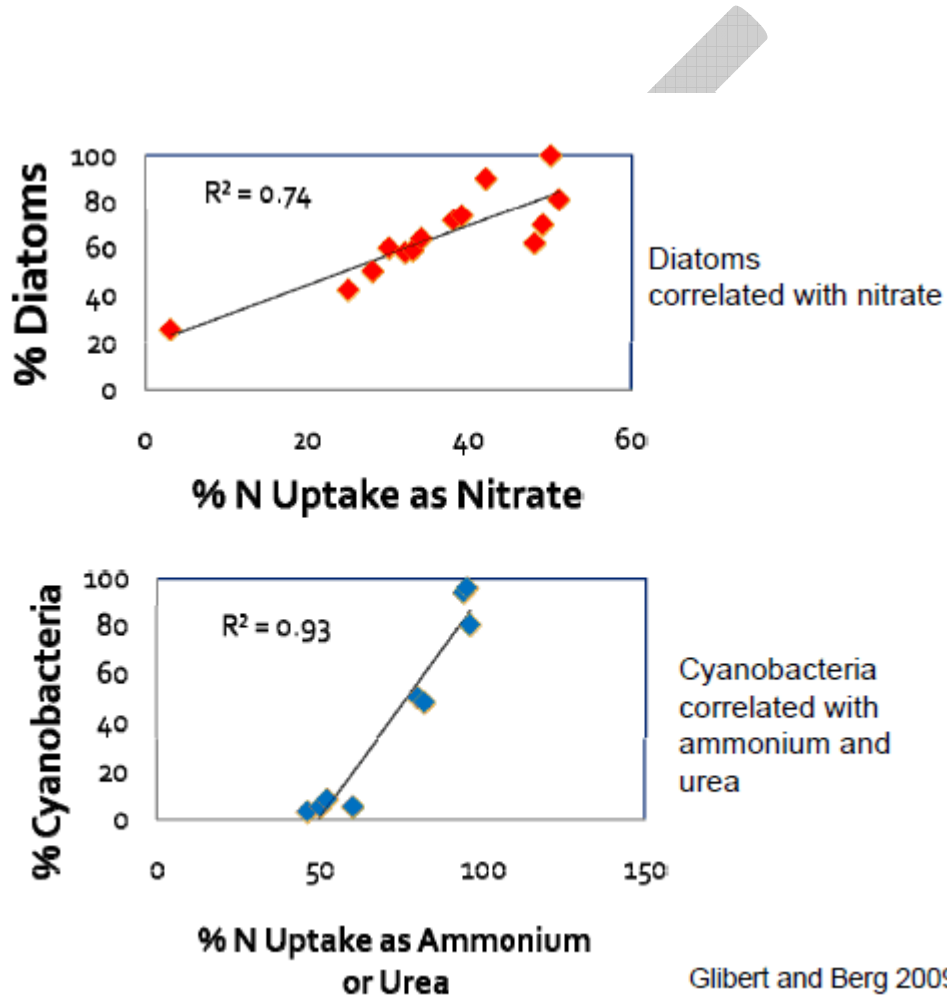 % Diatoms
100
80
60
40
20
0
R² = 0.74
0 20 40 60
% N Uptake as Nitrate
Diatoms
correlated with nitrate
% Cyanobacteria
100
80
60
40
20
0
R² = 0.93
0 50 100 150
% N Uptake as Ammonium
or Urea
Cyanobacteria
correlated with
ammonium and
urea
Glibert and Berg 2009